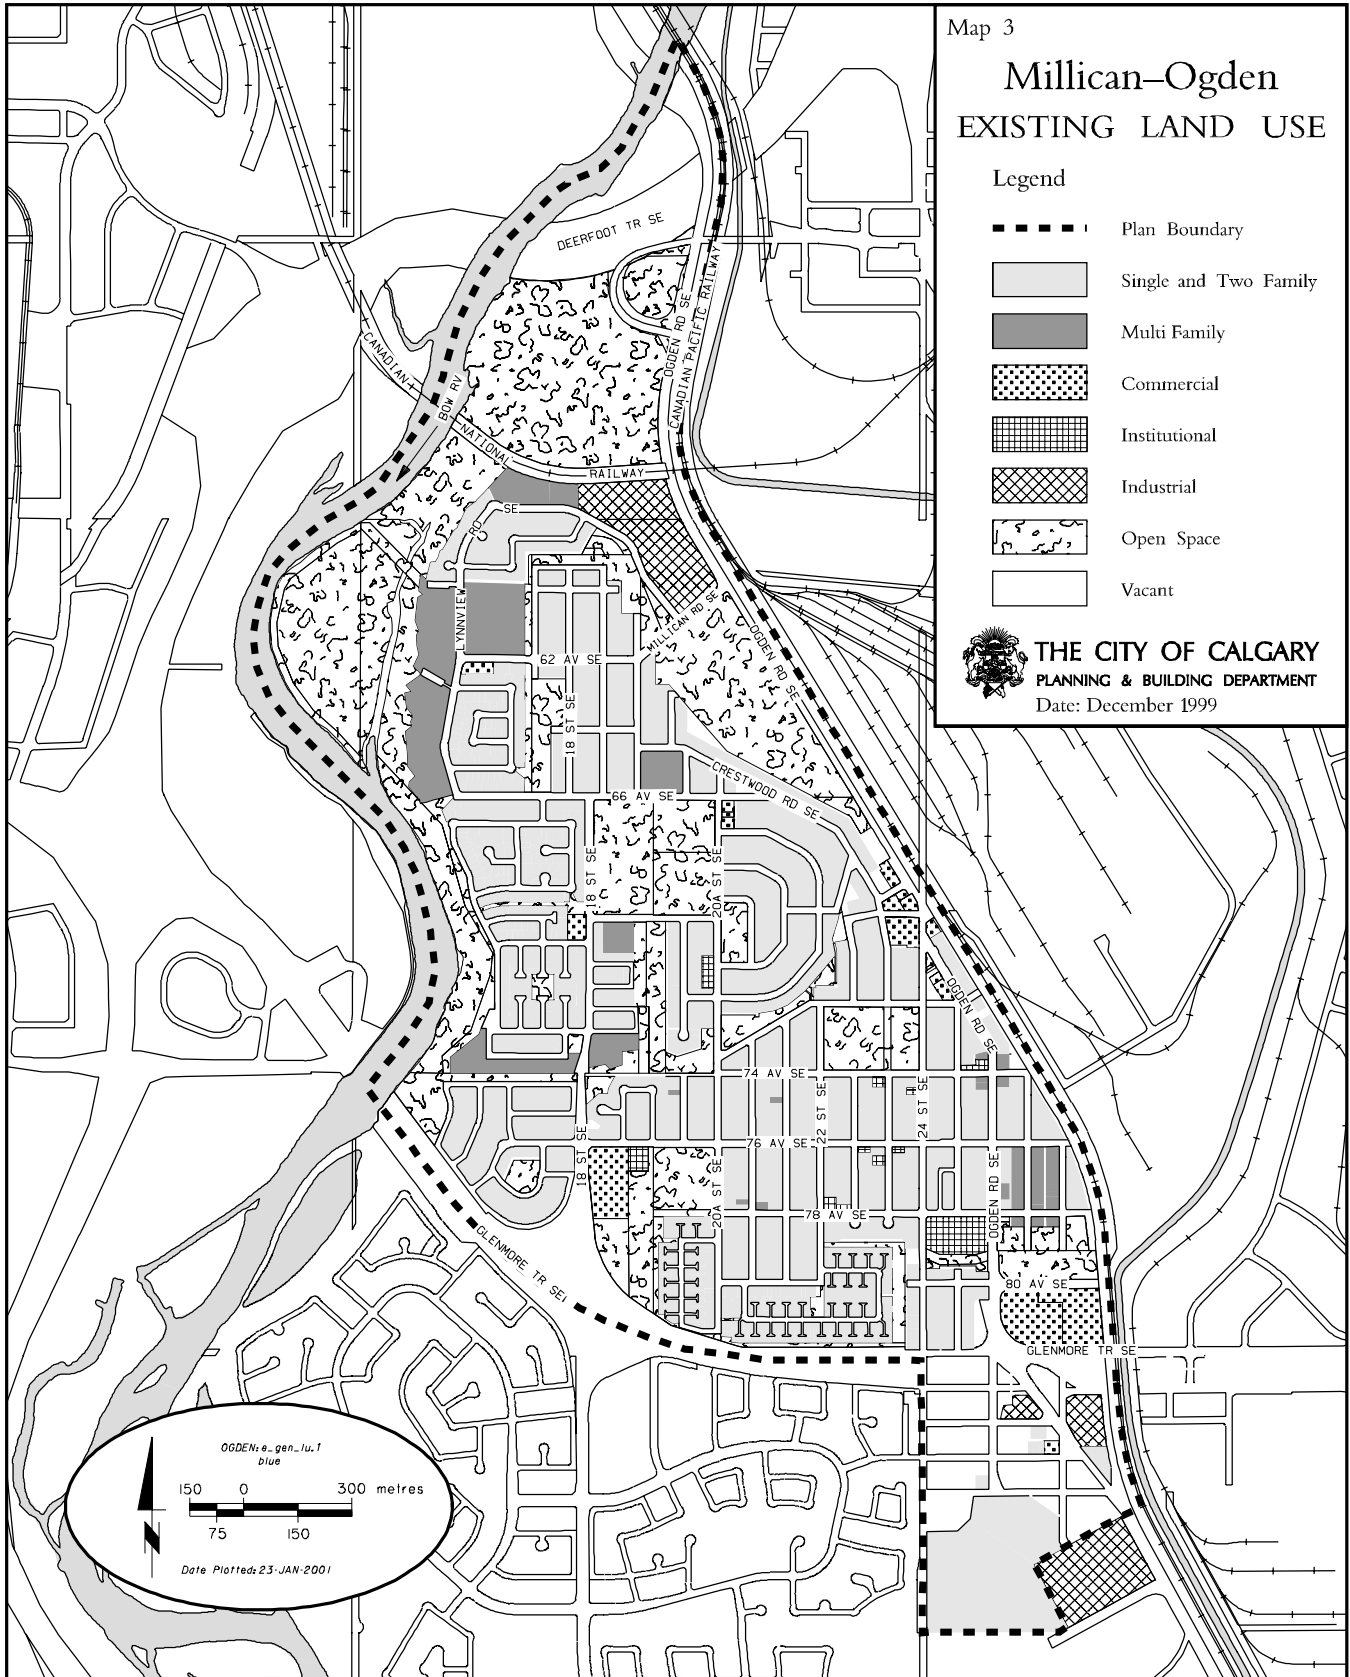 Map 3
Millican–Ogden
EXISTING LAND USE
Legend
Plan Boundary
Single and Two Family
Multi Family
Commercial
Institutional
Industrial
Open Space
Vacant
THE CITY OF CALGARY
PLANNING & BUILDING DEPARTMENT
Date: December 1999
DEERFOOT TR SE
OGDEN RD SE
CANADIAN PACIFIC RAILWAY
CANADIAN
BOW RV
NATIONAL
RAILWAY
RD
SE
LYNNVIEW
MILLICAN RD SE
OGDEN RD SE
62 AV SE
18 ST SE
CRESTWOOD RD SE
66 AV SE
18 ST SE
20A ST SE
OGDEN RD SE
74 AV SE
22 ST SE
24 ST SE
76 AV SE
18 ST SE
20A ST SE
OGDEN RD SE
78 AV SE
GLENMORE TR SE
80 AV SE
GLENMORE TR SE
OGDEN:e_gen_lu.1
blue
150 0 300 metres
75 150
Date Plotted:23-JAN-2001